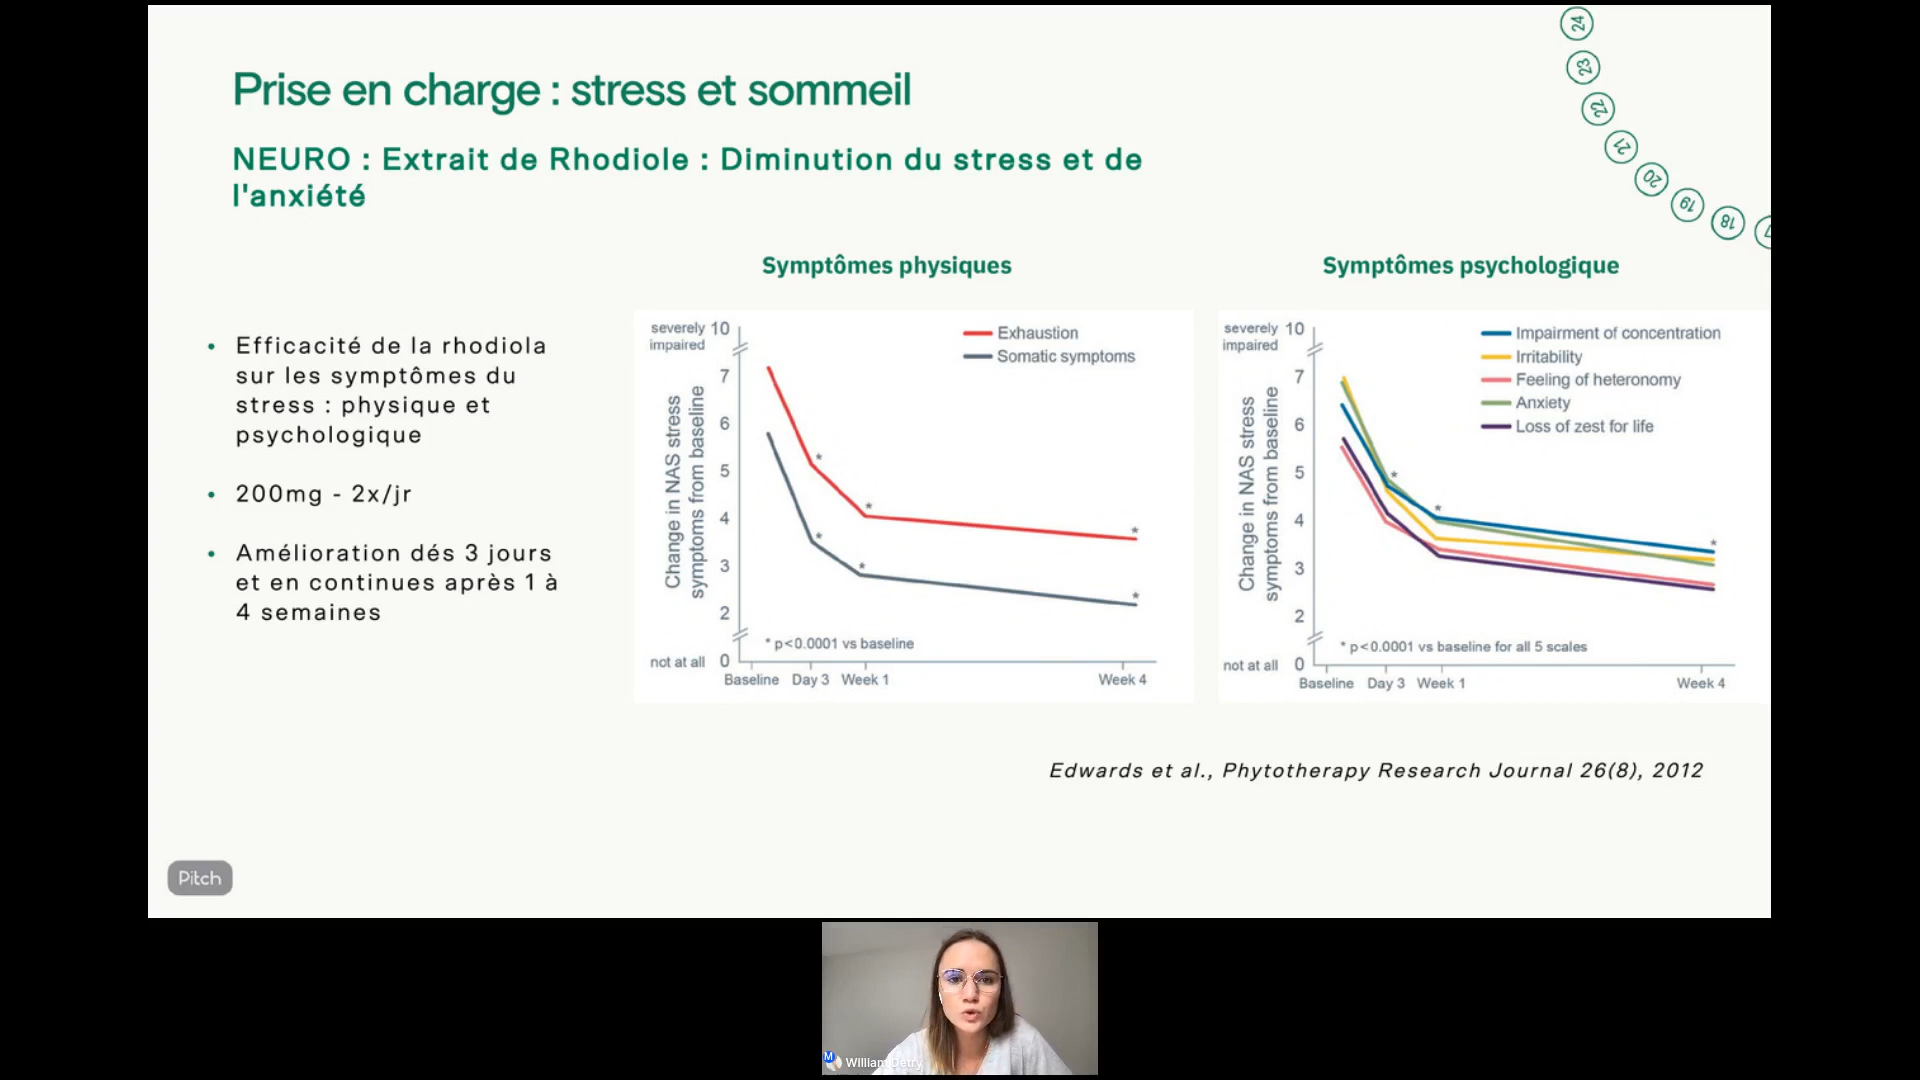 Prise en charge : stress et sommeil
NEURO : Extrait de Rhodiole : Diminution du stress et de
l'anxiété
24
23
22
21
20
19
18
Symptômes physiques
Symptômes psychologique
• Efficacité de la rhodiola
sur les symptômes du
stress : physique et
psychologique
• 200mg - 2x/jr
• Amélioration dés 3 jours
et en continues après 1 à
4 semaines
severely impaired
10
7
6
5
4
3
2
0
not at all
Change in NAS stress
symptoms from baseline
Exhaustion
Somatic symptoms
* * *
* * *
* p<0.0001 vs baseline
Baseline Day 3 Week 1 Week 4
severely impaired
10
7
6
5
4
3
2
0
not at all
Change in NAS stress
symptoms from baseline
Impairment of concentration
Irritability
Feeling of heteronomy
Anxiety
Loss of zest for life
* * *
* p<0.0001 vs baseline for all 5 scales
Baseline Day 3 Week 1 Week 4
Edwards et al., Phytotherapy Research Journal 26(8), 2012
Pitch
M
William Detry